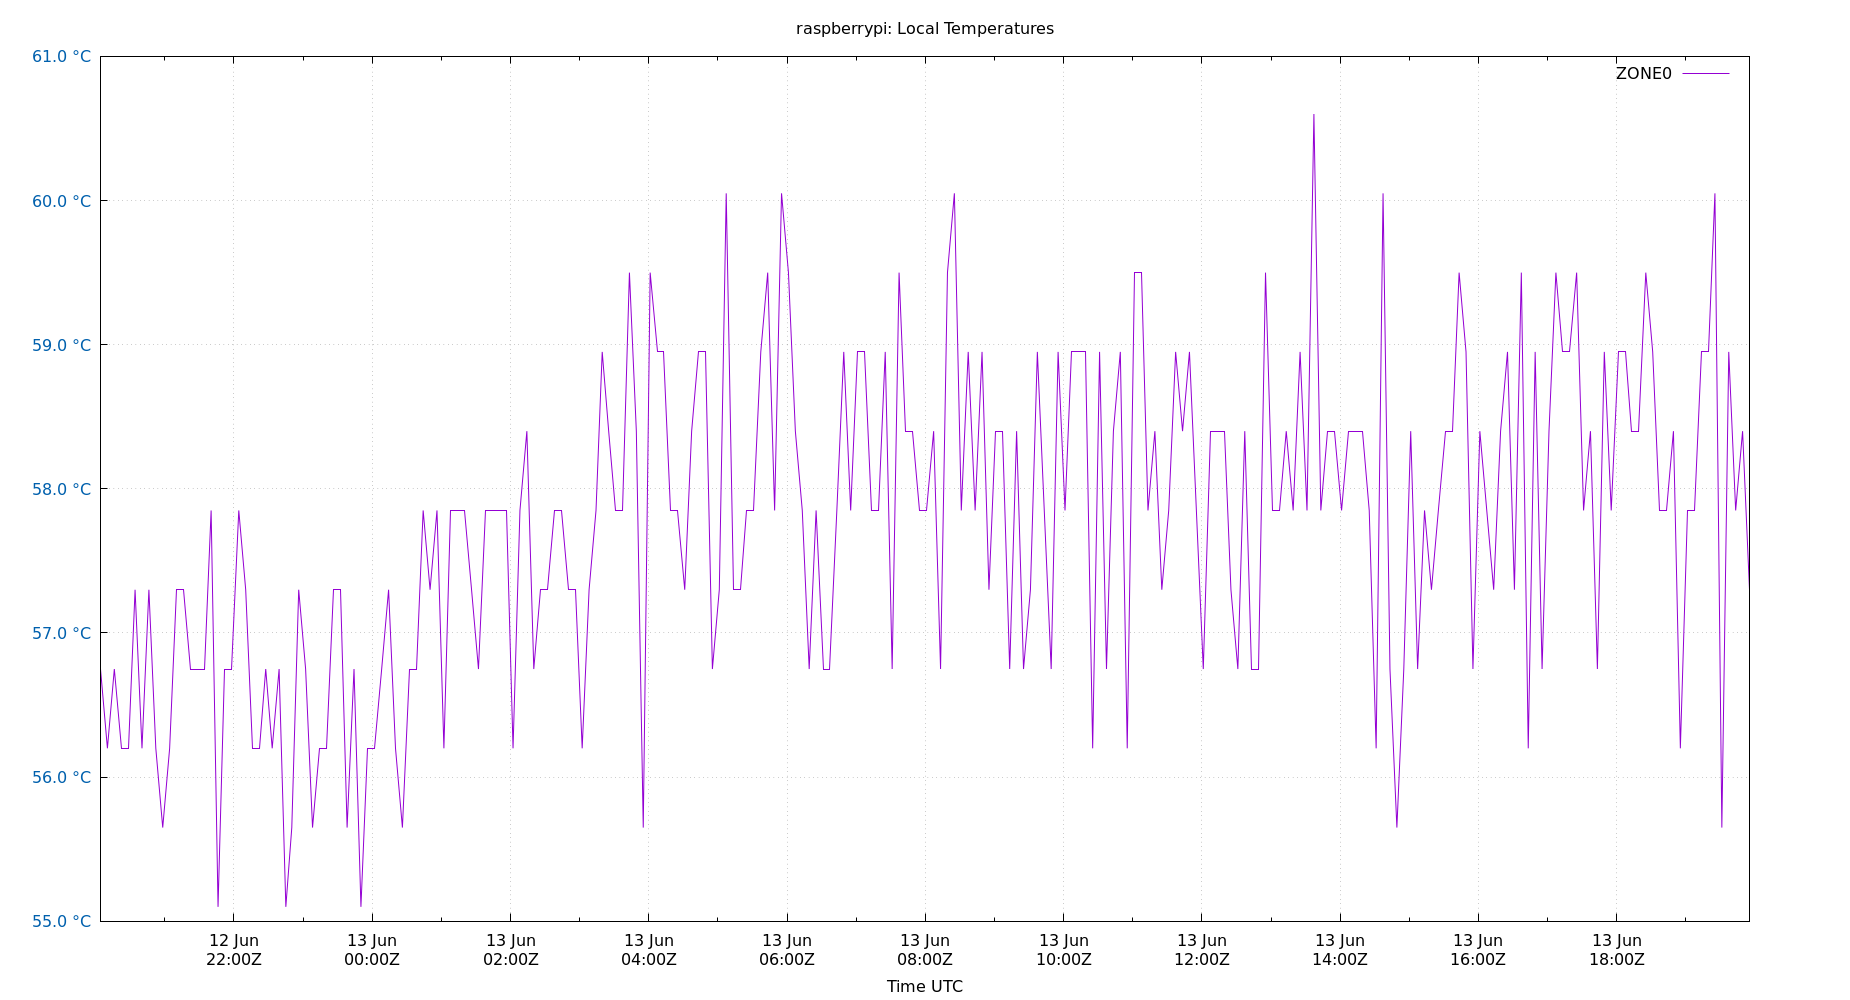 raspberrypi: Local Temperatures
61.0 °C
ZONE0
60.0 °C
59.0 °C
58.0 °C
57.0 °C
56.0 °C
55.0 °C
12 Jun 13 Jun 13 Jun 13 Jun 13 Jun 13 Jun 13 Jun 13 Jun 13 Jun 13 Jun 13 Jun
22:00Z 00:00Z 02:00Z 04:00Z 06:00Z 08:00Z 10:00Z 12:00Z 14:00Z 16:00Z 18:00Z
Time UTC